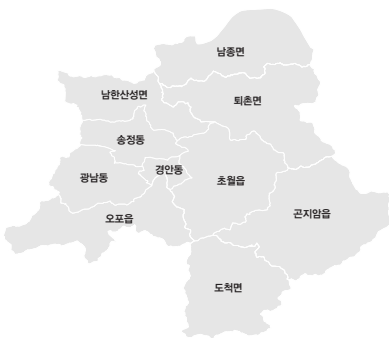 남종면
남한산성면
퇴촌면
송정동
경안동
광남동
초월읍
오포읍
곤지암읍
도척면